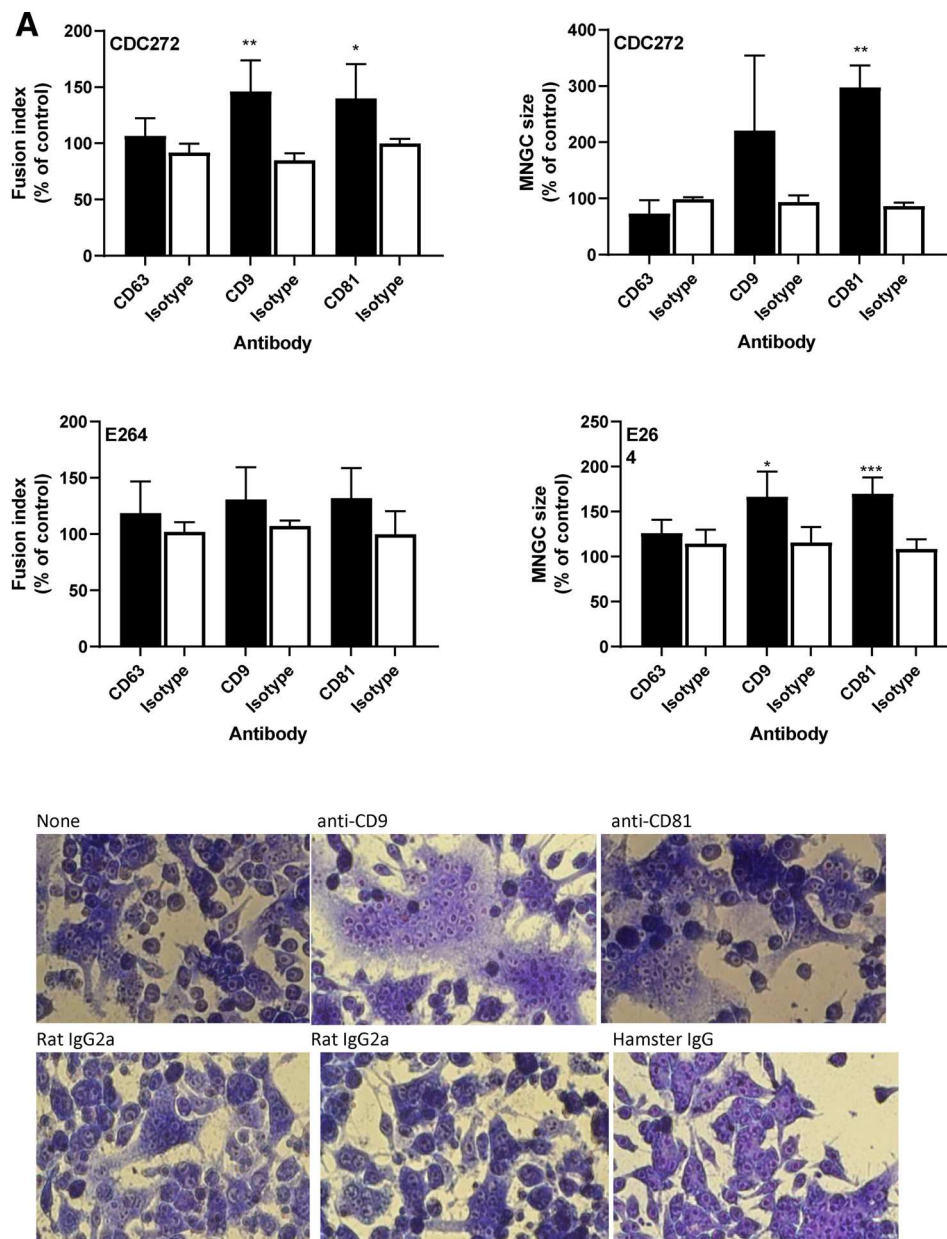 A
CDC272
Fusion index
(% of control)
200
150
100
50
0
**
*
CD63
Isotype
CD9
Isotype
CD81
Isotype
Antibody
CDC272
MNGC size
(% of control)
400
300
200
100
0
**
CD63
Isotype
CD9
Isotype
CD81
Isotype
Antibody
E264
Fusion index
(% of control)
200
150
100
50
0
CD63
Isotype
CD9
Isotype
CD81
Isotype
Antibody
E26
4
MNGC size
(% of control)
250
200
150
100
50
0
*
***
CD63
Isotype
CD9
Isotype
CD81
Isotype
Antibody
None
anti-CD9
anti-CD81
Rat IgG2a
Rat IgG2a
Hamster IgG